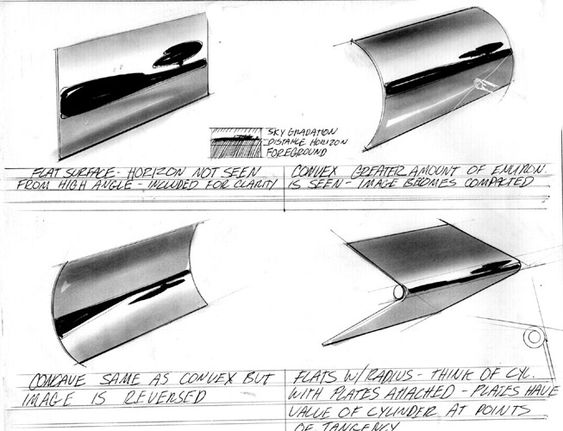 SKY GRADATION
DISTANCE HORIZON
FOREGROUND
FLAT SURFACE - HORIZON NOT SEEN
FROM HIGH ANGLE - INCLUDED FOR CLARITY
CONVEX GREATER AMOUNT OF ENVIRON.
IS SEEN - IMAGE BECOMES COMPACTED
CONCAVE SAME AS CONVEX BUT
IMAGE IS REVERSED
FLATS W/RADIUS - THINK OF CYL.
WITH PLATES ATTACHED - PLATES HAVE
VALUE OF CYLINDER AT POINTS
OF TANGENCY